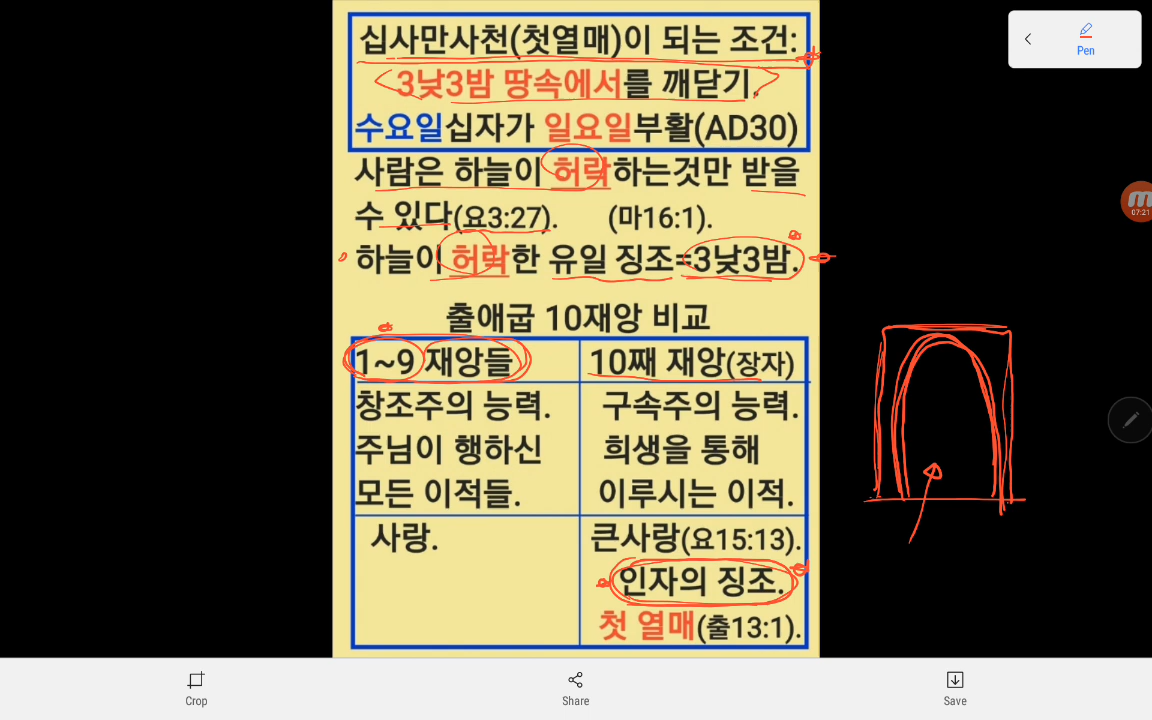 십사만사천(첫열매)이 되는 조건:
3낮3밤 땅속에서를 깨닫기.
수요일십자가 일요일부활(AD30)
사람은 하늘이 허락하는것만 받을
수 있다(요3:27). (마16:1).
하늘이 허락한 유일 징조=3낮3밤.
출애굽 10재앙 비교
1~9 재앙들 10째 재앙(장자)
창조주의 능력. 구속주의 능력.
주님이 행하신 희생을 통해
모든 이적들. 이루시는 이적.
사랑. 큰사랑(요15:13).
인자의 징조.
첫 열매(출13:1).
Pen
07:21
Crop Share Save